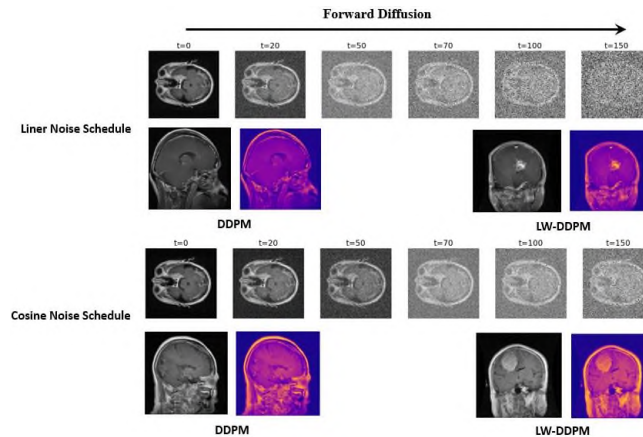 Forward Diffusion
t=0 t=20 t=50 t=70 t=100 t=150
Liner Noise Schedule
DDPM LW-DDPM
t=0 t=20 t=50 t=70 t=100 t=150
Cosine Noise Schedule
DDPM LW-DDPM